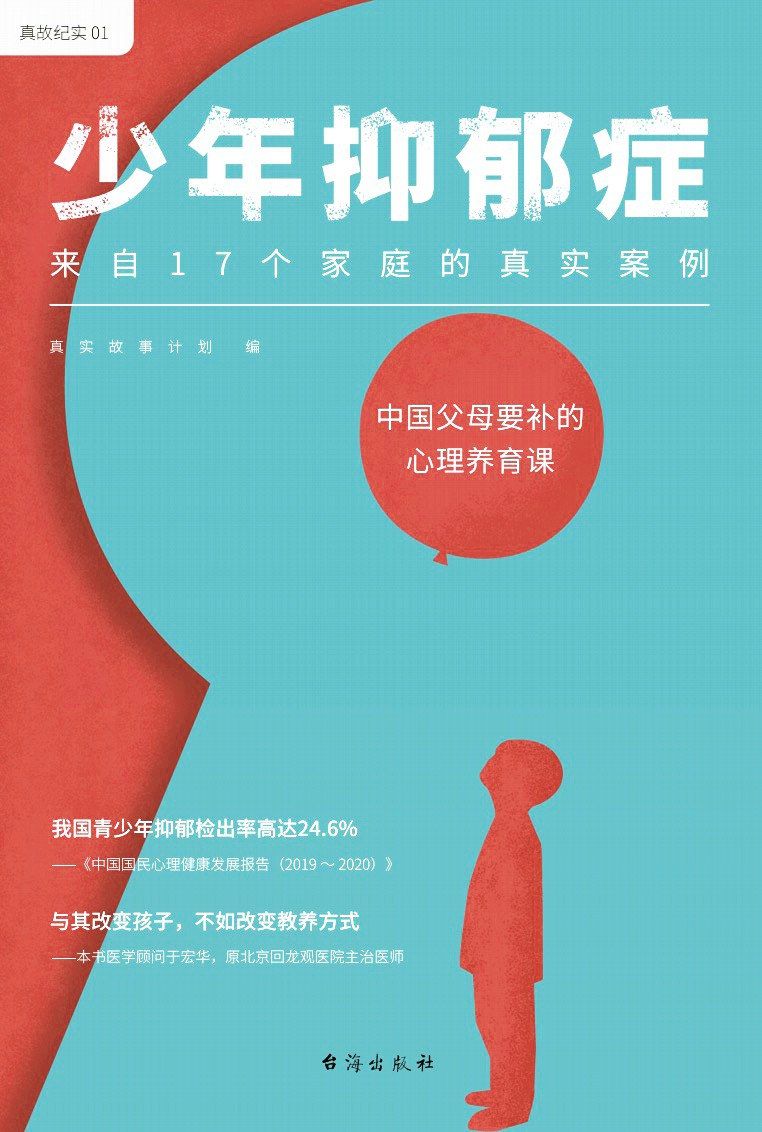 真故纪实 01
少年抑郁症
来自17个家庭的真实案例
真实故事计划 编
中国父母要补的
心理养育课
我国青少年抑郁检出率高达24.6%
——《中国国民心理健康发展报告（2019～2020）》
与其改变孩子，不如改变教养方式
——本书医学顾问于宏华，原北京回龙观医院主治医师
台海出版社